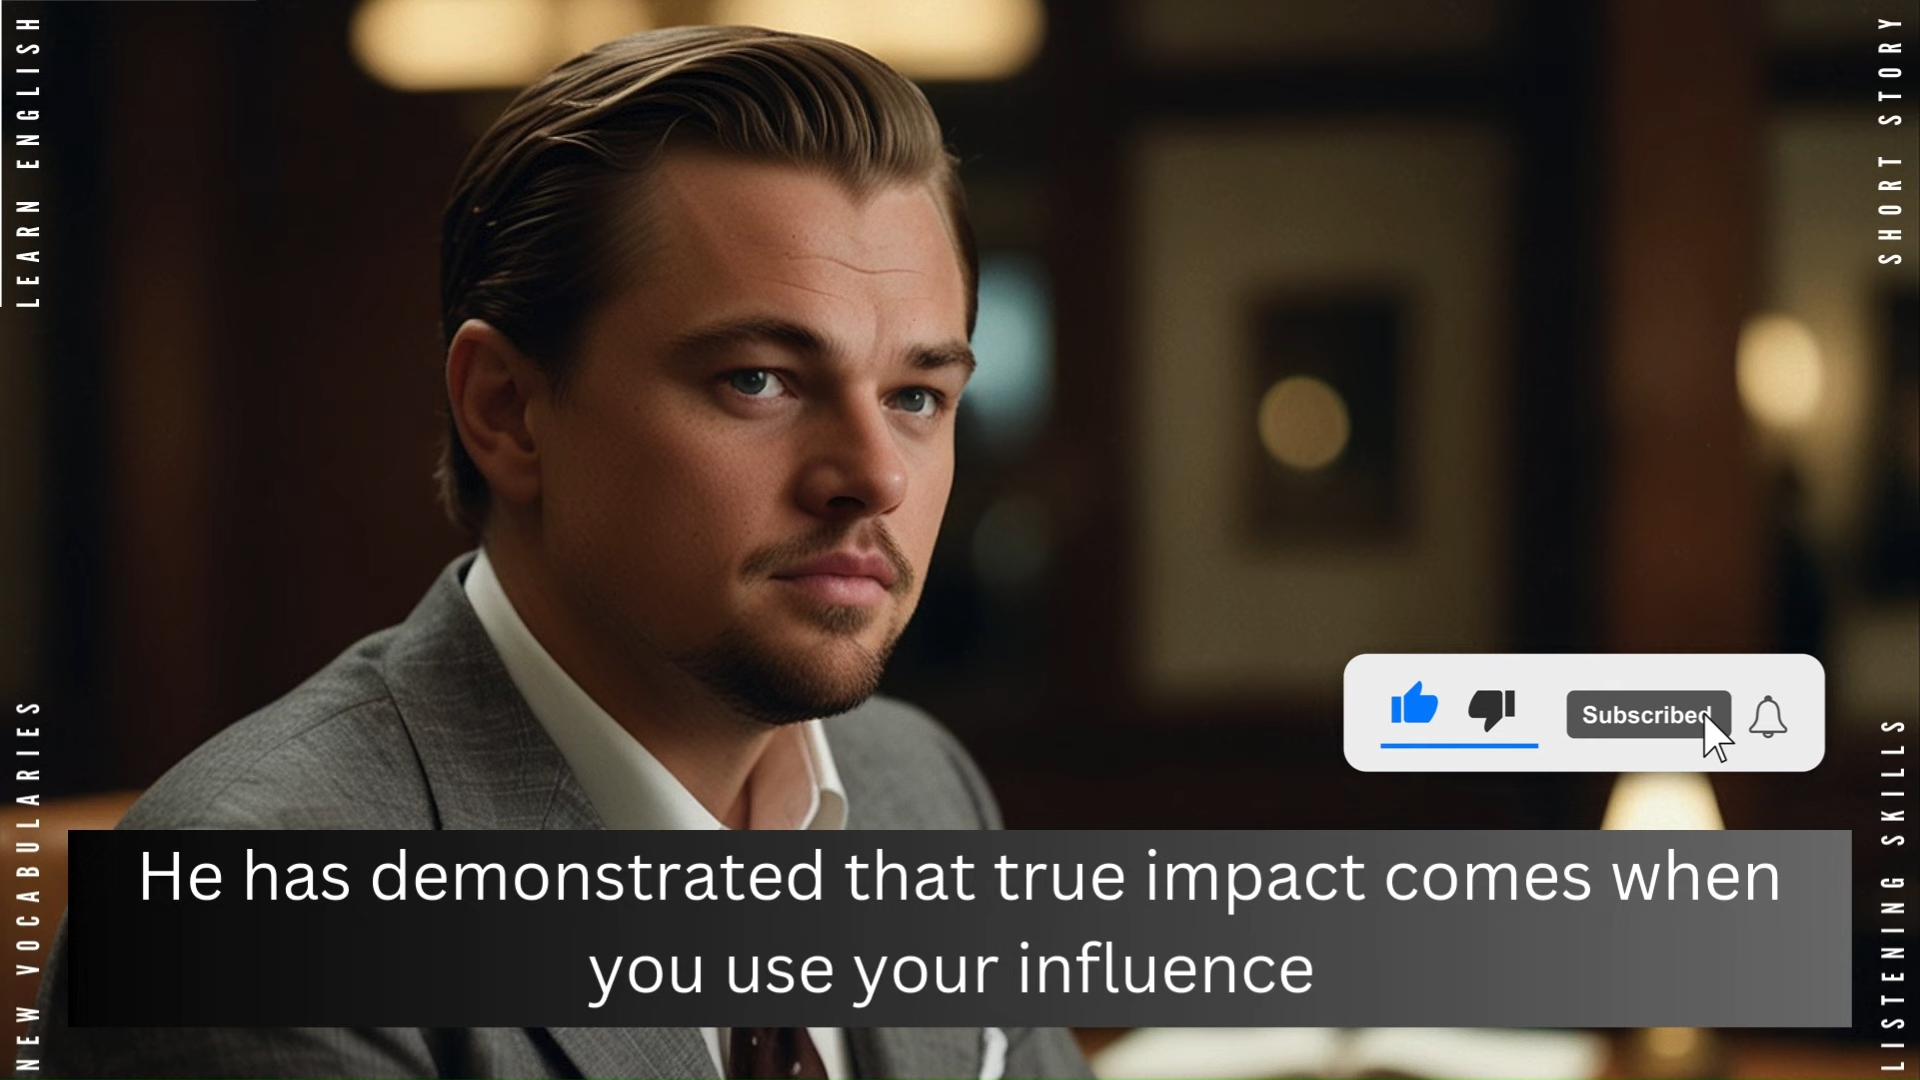 LEARN ENGLISH
SHORT STORY
Subscribed
NEW VOCABULARIES
LISTENING SKILLS
He has demonstrated that true impact comes when
you use your influence